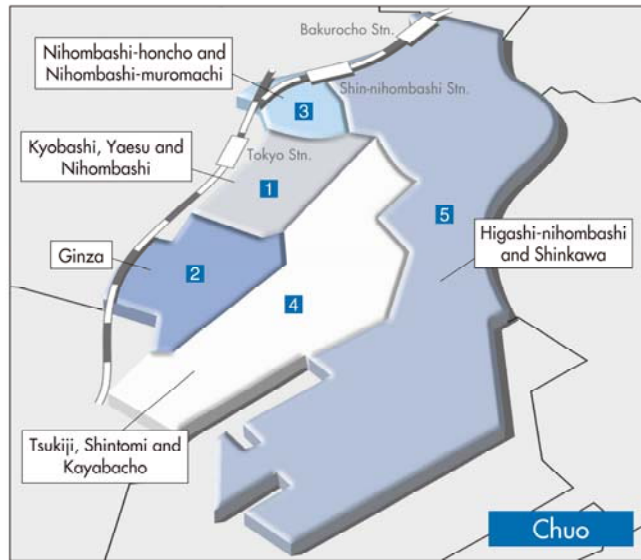 Bakurocho Stn.
Nihombashi-honcho and
Nihombashi-muromachi
Shin-nihombashi Stn.
3
Kyobashi, Yaesu and
Nihombashi
Tokyo Stn.
1
5
Higashi-nihombashi
and Shinkawa
Ginza
2
4
Tsukiji, Shintomi and
Kayabacho
Chuo